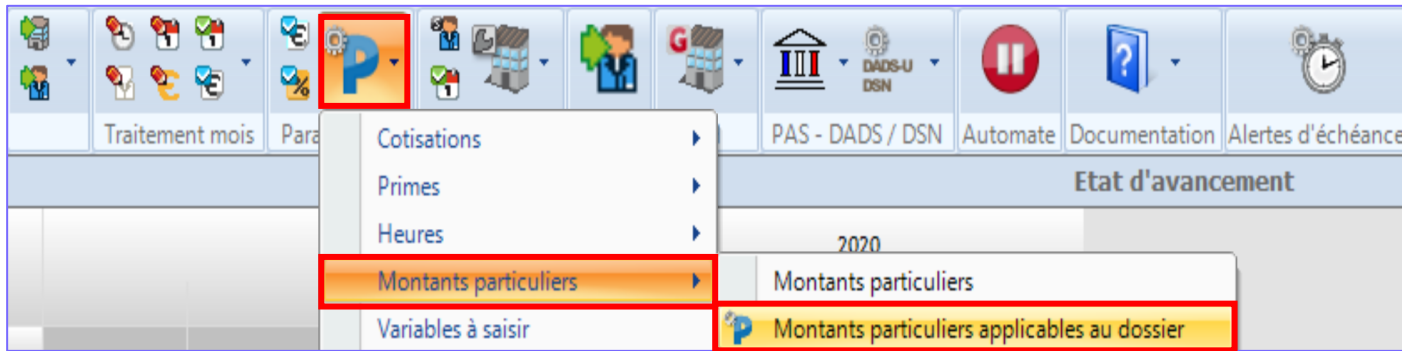 DADS-U
DSN
Traitement mois Para PAS - DADS / DSN Automate Documentation Alertes d'échéance
Etat d'avancement
Cotisations
Primes
Heures
2020
Montants particuliers
Montants particuliers
Variables à saisir
Montants particuliers applicables au dossier